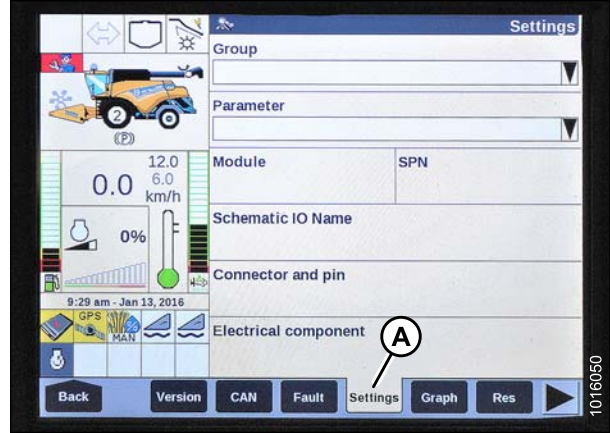 Settings
Group
Parameter
Module
SPN
Schematic IO Name
Connector and pin
Electrical component
2
(P)
0.0
12.0
6.0
km/h
0%
9:29 am - Jan 13, 2016
GPS
%
MAN
A
Back
Version
CAN
Fault
Settings
Graph
Res
1016050